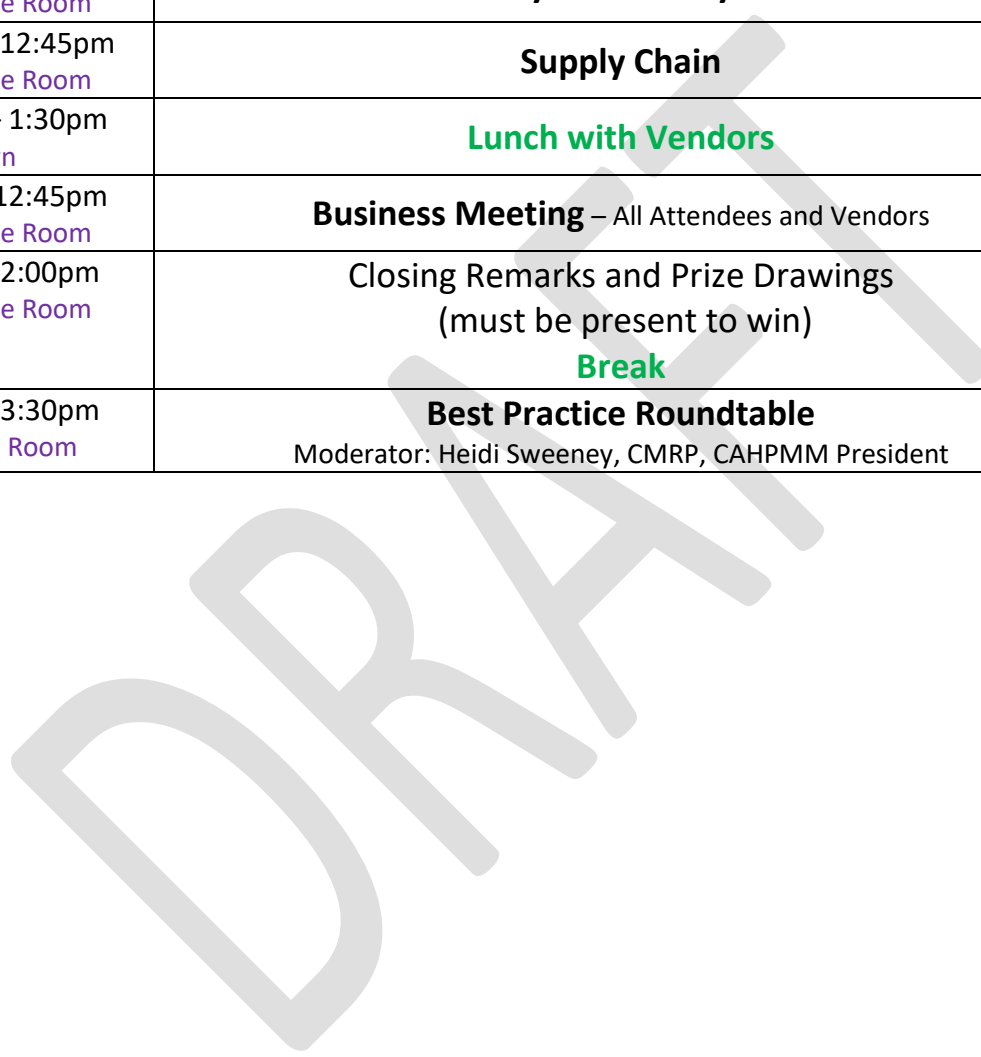 e Room
12:45pm
e Room
Supply Chain
1:30pm
Lunch with Vendors
12:45pm
e Room
Business Meeting – All Attendees and Vendors
2:00pm
e Room
Closing Remarks and Prize Drawings
(must be present to win)
Break
3:30pm
Room
Best Practice Roundtable
Moderator: Heidi Sweeney, CMRP, CAHPMM President
DRAFT